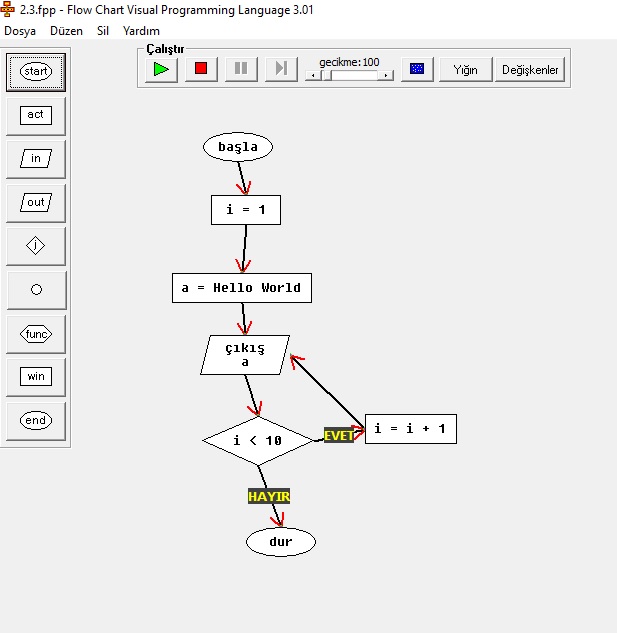 2.3.fpp - Flow Chart Visual Programming Language 3.01
Dosya Düzen Sil Yardım
Çalıştır
gecikme:100
Yığın
Değişkenler
start
act
in
out
j
func
win
end
başla
i = 1
a = Hello World
çıkış
a
i < 10
EVET
i = i + 1
HAYIR
dur